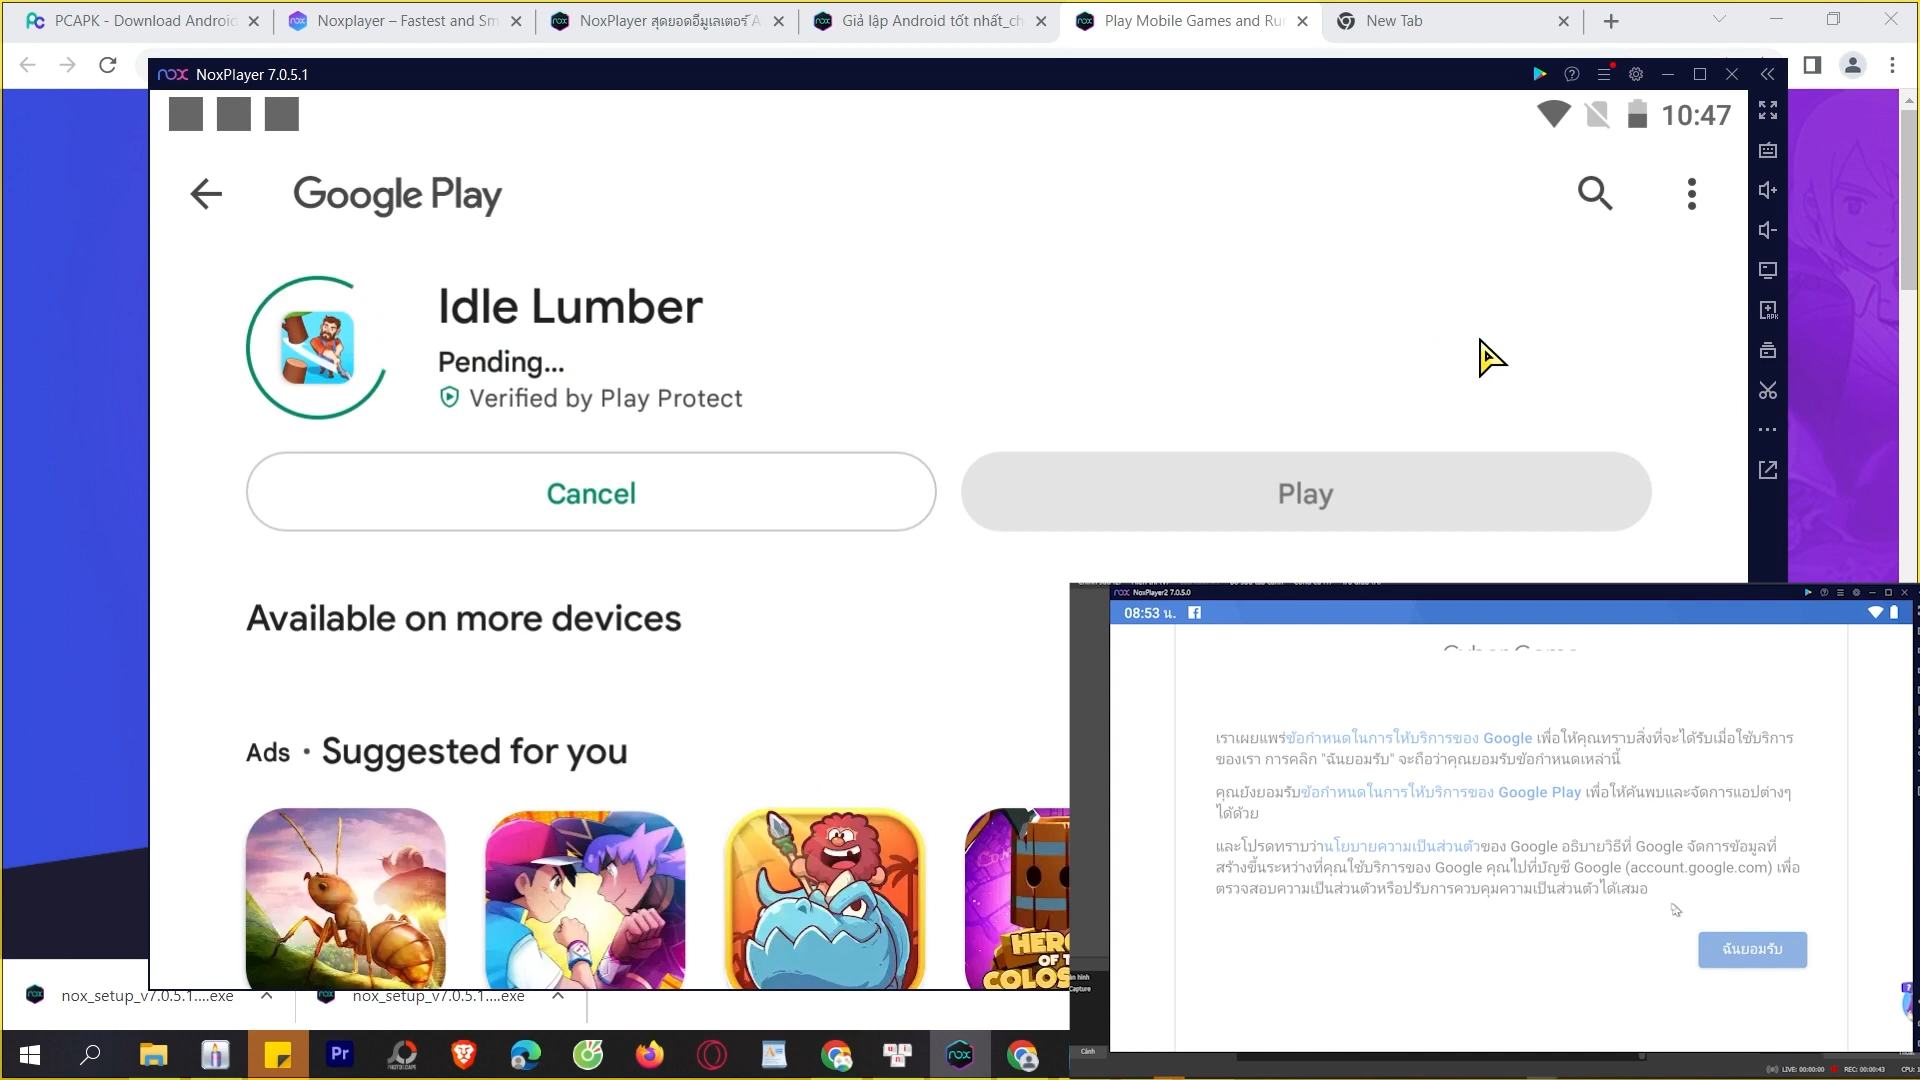 PCAPK - Download Android
Noxplayer – Fastest and Sm
NoxPlayer สุดยอดอีมูเลเตอร์ A
Giả lập Android tốt nhất_ch
Play Mobile Games and Ru
New Tab
nox NoxPlayer 7.0.5.1
10:47
Google Play
Idle Lumber
Pending...
Verified by Play Protect
Cancel
Play
Available on more devices
Ads • Suggested for you
OF T
COLOS
nox_setup_v7.0.5.1....exe
nox_setup_v7.0.5.1....exe
Pr
nox
nox NoxPlayer2 7.0.5.0
08:53 น.
เราเผยแพร่ข้อกำหนดในการให้บริการของ Google เพื่อให้คุณทราบสิ่งที่จะได้รับเมื่อใช้บริการ
ของเรา การคลิก "ฉันยอมรับ" จะถือว่าคุณยอมรับข้อกำหนดเหล่านี้
คุณยังยอมรับข้อกำหนดในการให้บริการของ Google Play เพื่อให้ค้นพบและจัดการแอปต่างๆ
ได้ด้วย
และโปรดทราบว่านโยบายความเป็นส่วนตัวของ Google อธิบายวิธีที่ Google จัดการข้อมูลที่
สร้างขึ้นระหว่างที่คุณใช้บริการของ Google คุณไปที่บัญชี Google (account.google.com) เพื่อ
ตรวจสอบความเป็นส่วนตัวหรือปรับการควบคุมความเป็นส่วนตัวได้เสมอ
ฉันยอมรับ
Capture
Cảnh
LIVE: 00:00:00
REC: 00:00:43
CPU: 1